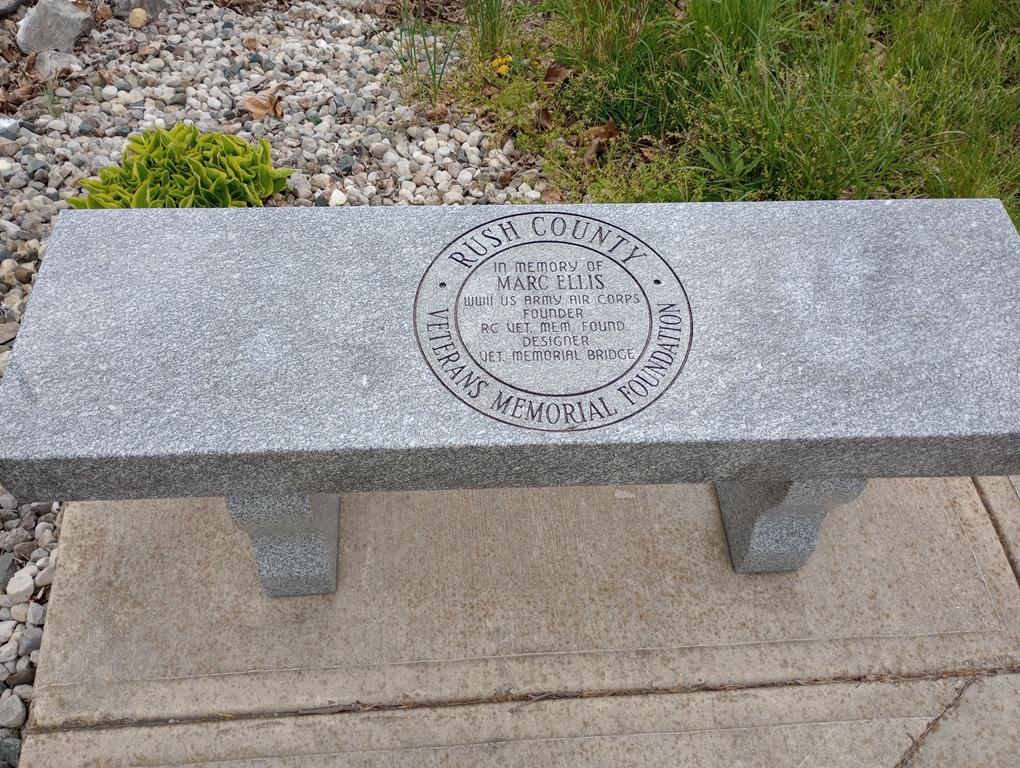 RUSH COUNTY
IN MEMORY OF
MARC ELLIS
WWII US ARMY AIR CORPS
FOUNDER
RC VET. MEM. FOUND.
DESIGNER
VET. MEMORIAL BRIDGE
VETERANS MEMORIAL FOUNDATION